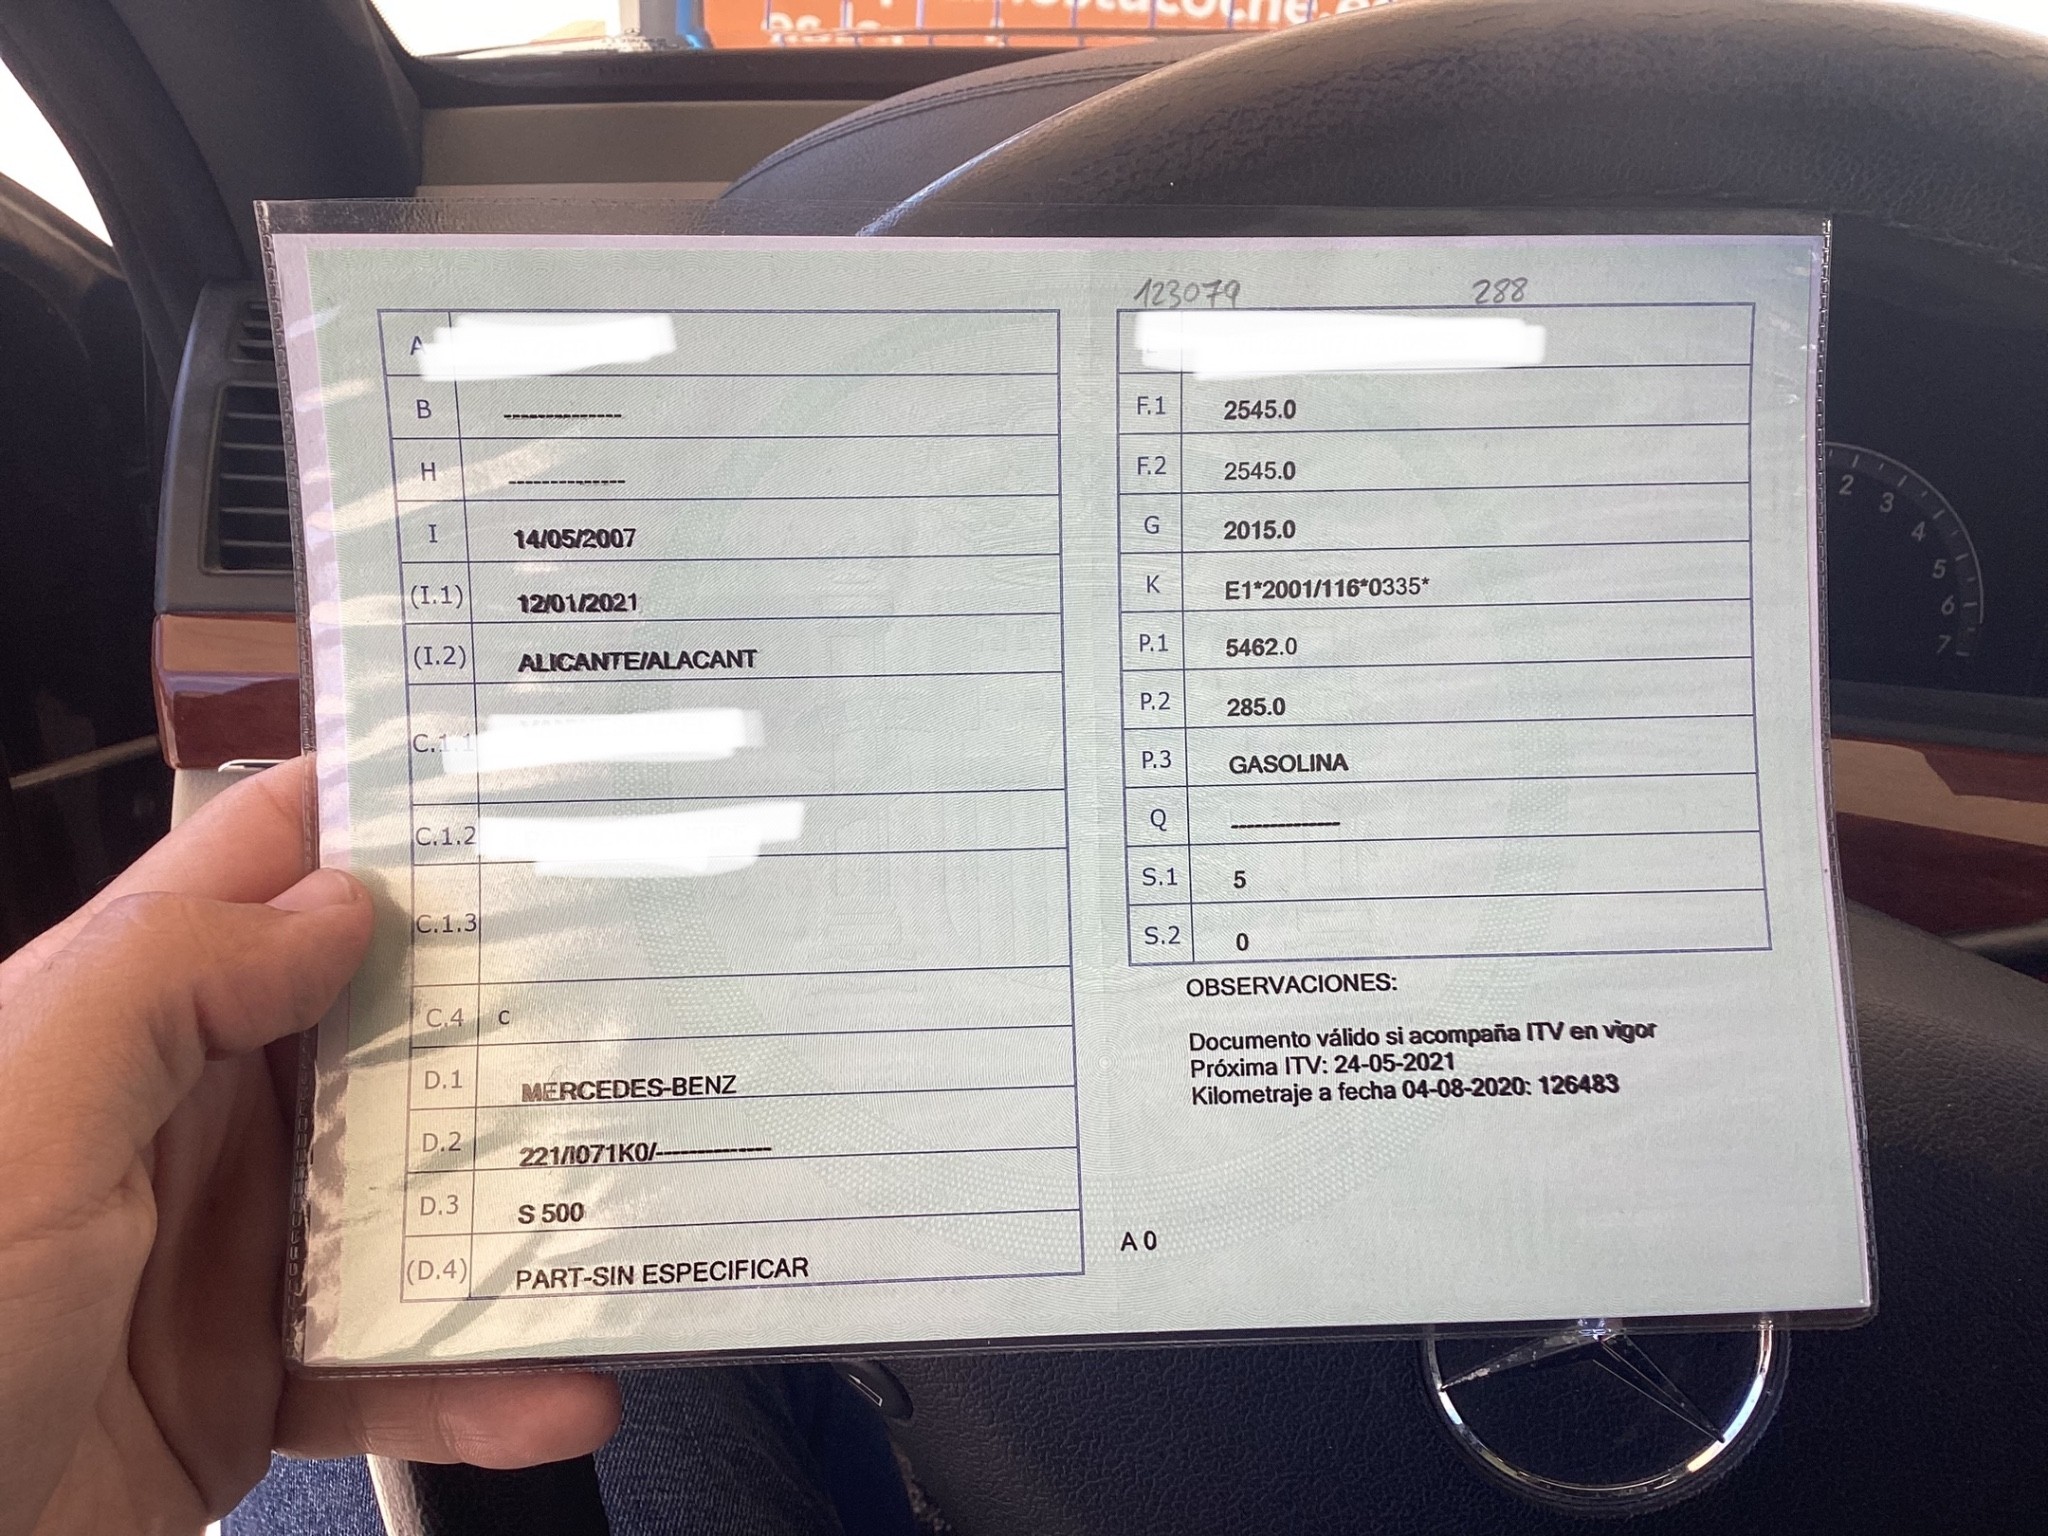 123079 288
A
B --------------
H --------------
I 14/05/2007
(I.1) 12/01/2021
(I.2) ALICANTE/ALACANT
C.1.1
C.1.2
C.1.3
C.4 c
D.1 MERCEDES-BENZ
D.2 221/I071K0/--------------
D.3 S 500
(D.4) PART-SIN ESPECIFICAR
F.1 2545.0
F.2 2545.0
G 2015.0
K E1*2001/116*0335*
P.1 5462.0
P.2 285.0
P.3 GASOLINA
Q --------------
S.1 5
S.2 0
OBSERVACIONES:
Documento válido si acompaña ITV en vigor
Próxima ITV: 24-05-2021
Kilometraje a fecha 04-08-2020: 126483
A 0
2
3
4
5
6
7